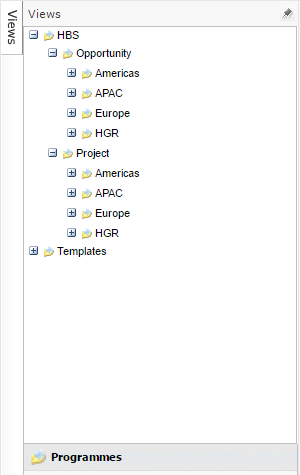 Views
Views
HBS
Opportunity
Americas
APAC
Europe
HGR
Project
Americas
APAC
Europe
HGR
Templates
Programmes